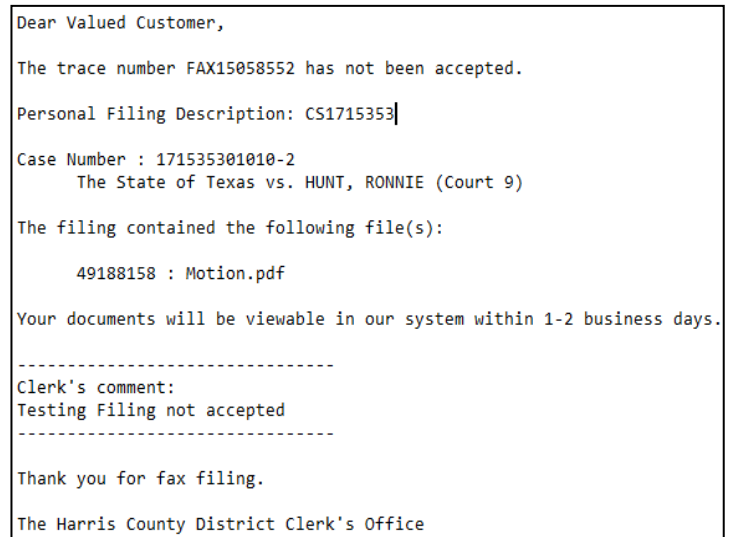 Dear Valued Customer,
The trace number FAX15058552 has not been accepted.
Personal Filing Description: CS1715353
Case Number : 171535301010-2
The State of Texas vs. HUNT, RONNIE (Court 9)
The filing contained the following file(s):
49188158 : Motion.pdf
Your documents will be viewable in our system within 1-2 business days.
--------------------------------
Clerk's comment:
Testing Filing not accepted
--------------------------------
Thank you for fax filing.
The Harris County District Clerk's Office